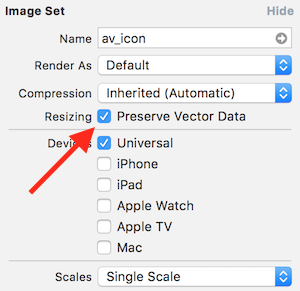 Image Set Hide
Name av_icon
Render As Default
Compression Inherited (Automatic)
Resizing Preserve Vector Data
Devices Universal
iPhone
iPad
Apple Watch
Apple TV
Mac
Scales Single Scale